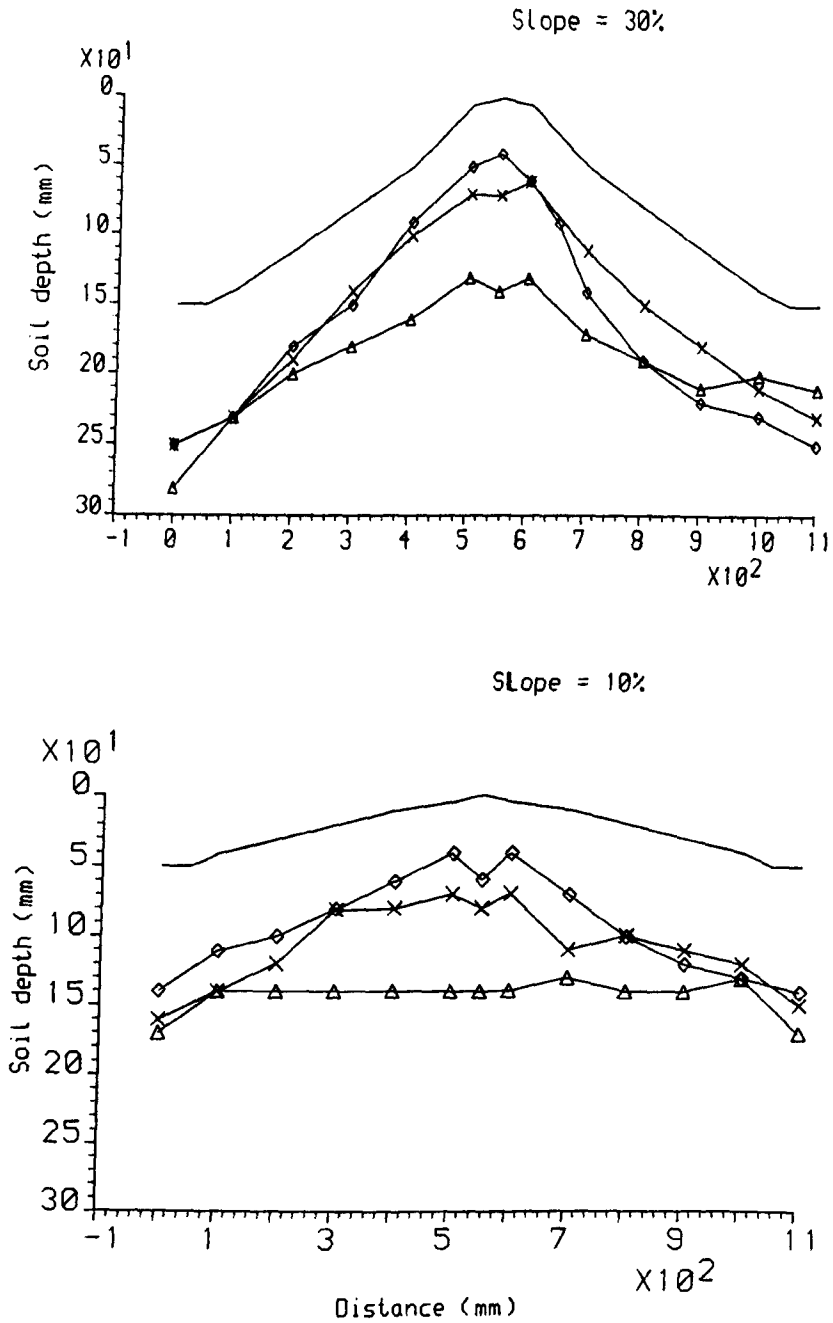 Slope = 30%
X10¹
0
5
10
15
20
25
30
Soil depth (mm)
-1 0 1 2 3 4 5 6 7 8 9 10 11
X10²
SLope = 10%
X10¹
0
5
10
15
20
25
30
Soil depth (mm)
-1 1 3 5 7 9 11
X10²
Distance (mm)